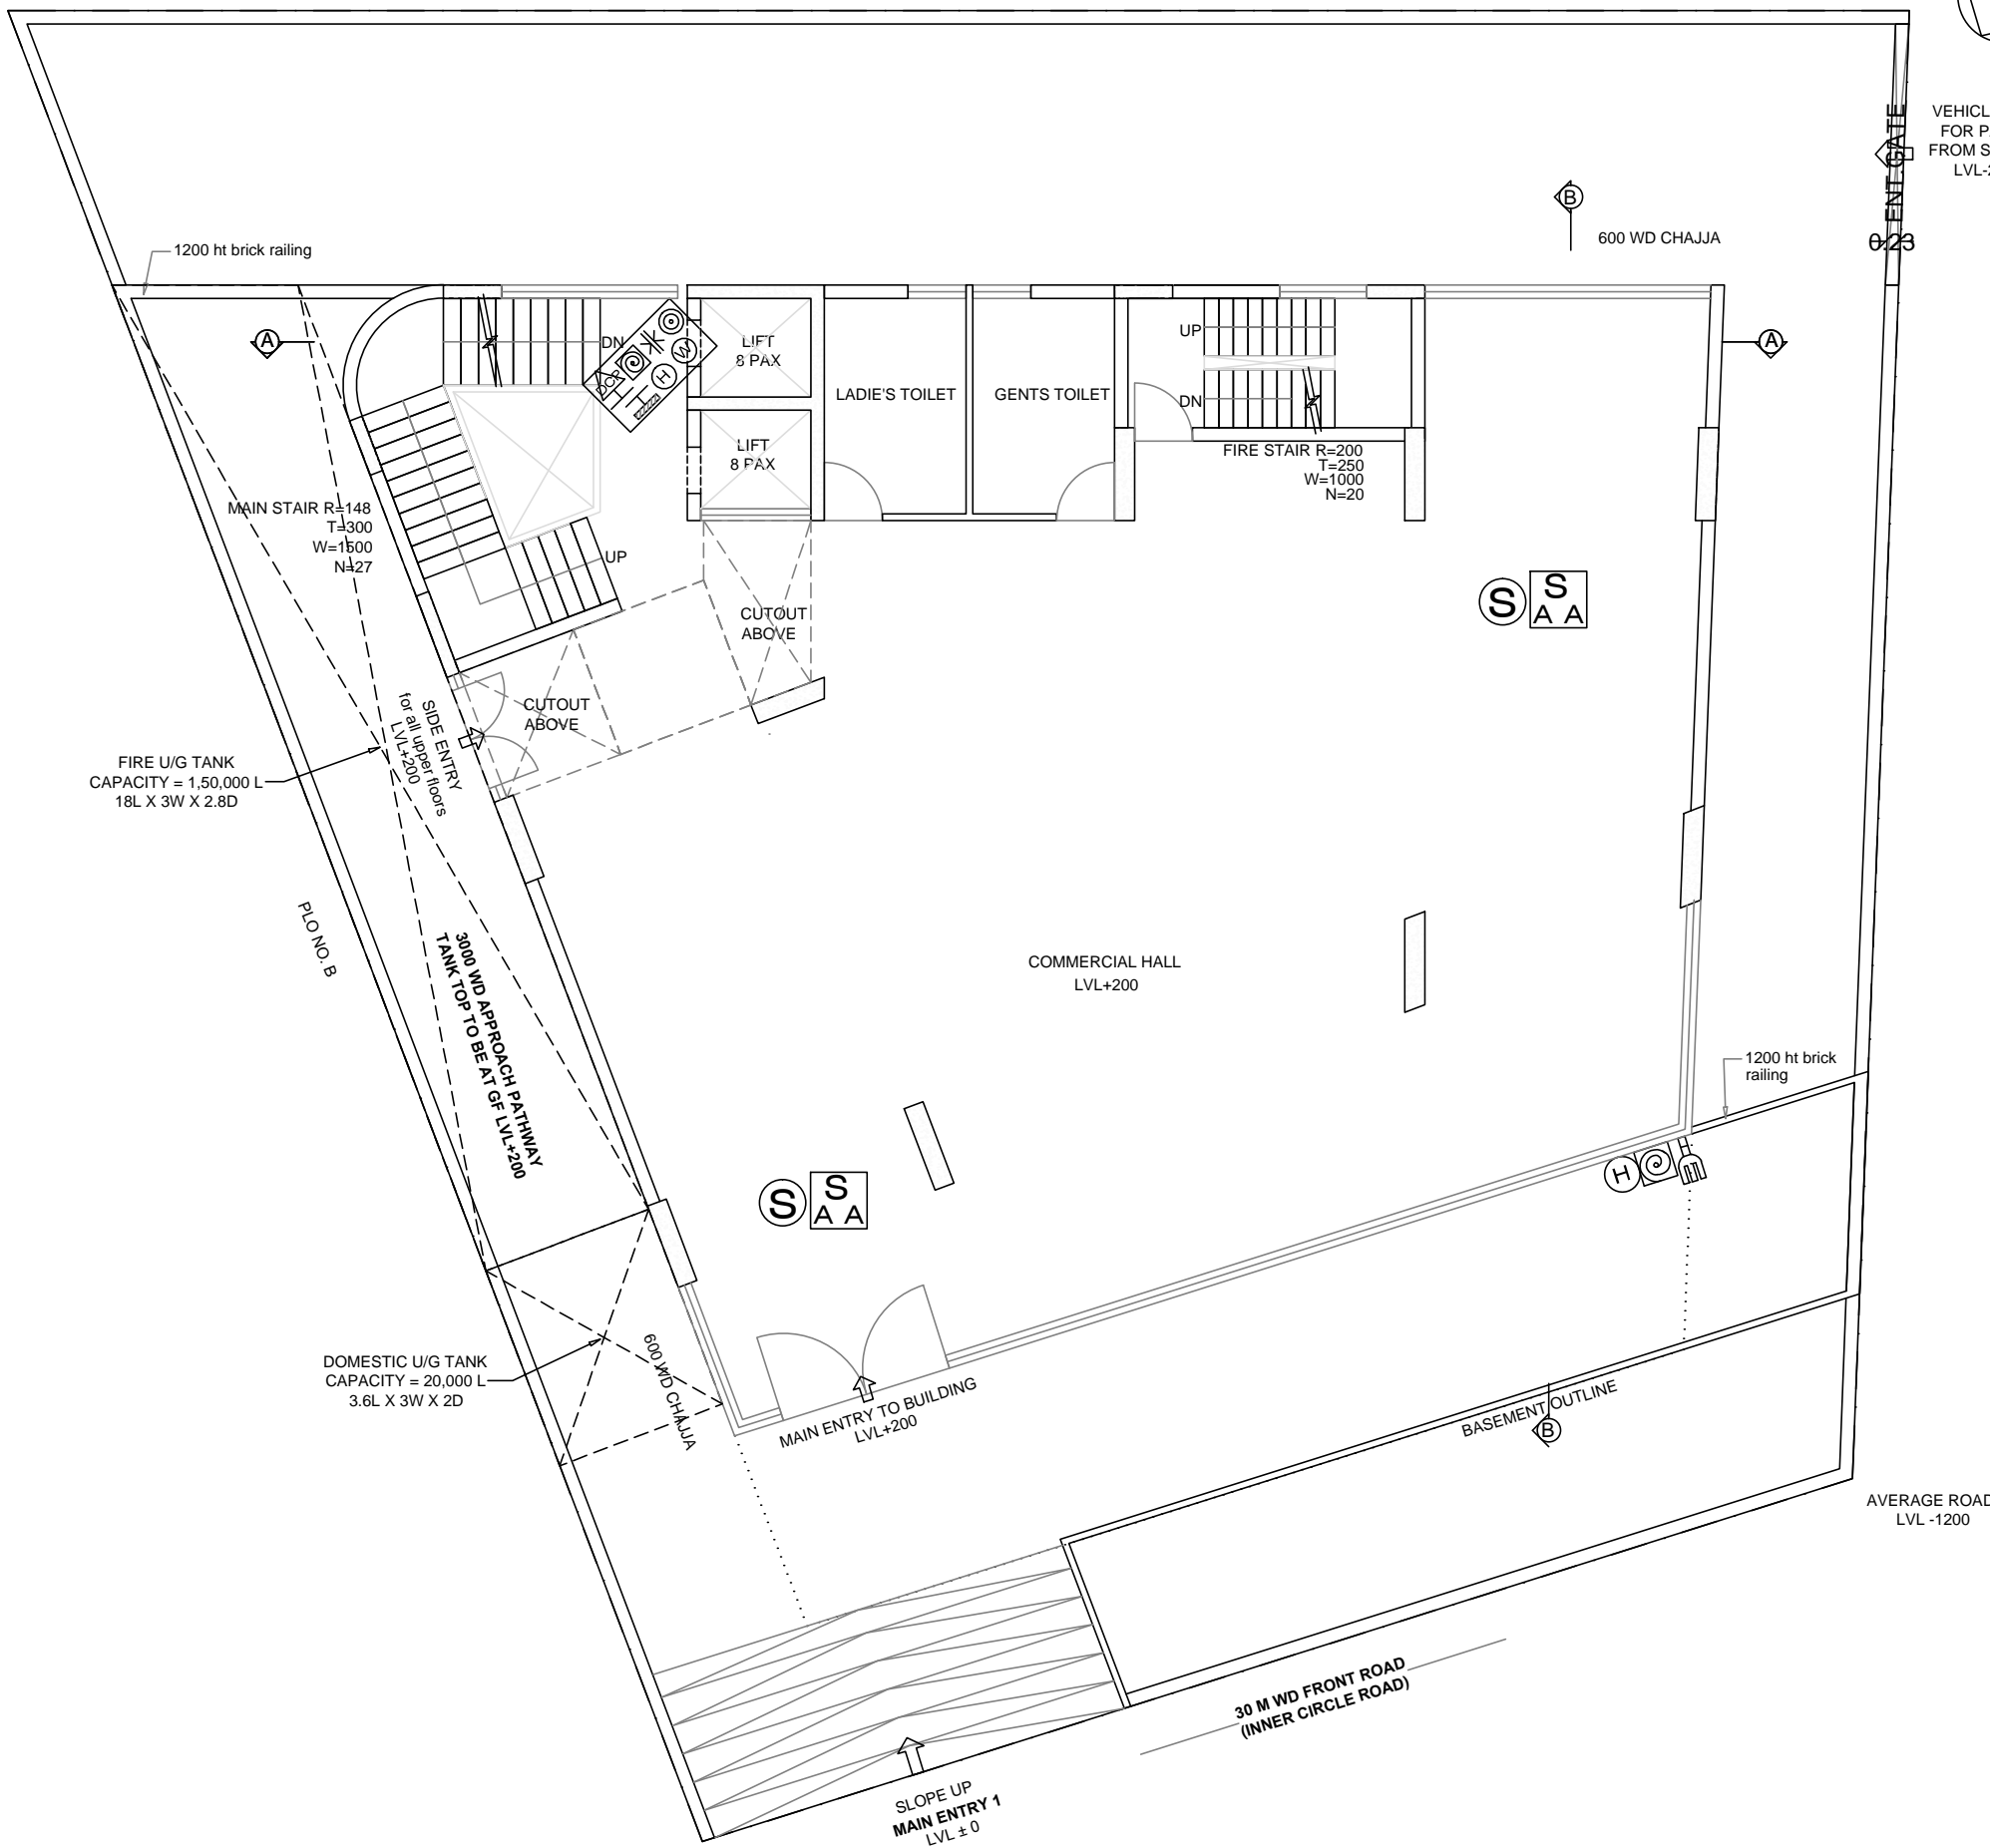 VEHICL
FOR P
FROM S
LVL-2
ENT.GATE
0.23
B
600 WD CHAJJA
1200 ht brick railing
A
A
DN
DCP
W
H
LIFT
8 PAX
LIFT
8 PAX
LADIE'S TOILET
GENTS TOILET
UP
DN
FIRE STAIR R=200
T=250
W=1000
N=20
MAIN STAIR R=148
T=300
W=1500
N=27
UP
CUTOUT
ABOVE
S
S
A A
CUTOUT
ABOVE
SIDE ENTRY
for all upper floors
LVL+200
FIRE U/G TANK
CAPACITY = 1,50,000 L
18L X 3W X 2.8D
PLO NO. B
3000 WD APPROACH PATHWAY
TANK TOP TO BE AT GF LVL+200
COMMERCIAL HALL
LVL+200
1200 ht brick
railing
H
S
S
A A
DOMESTIC U/G TANK
CAPACITY = 20,000 L
3.6L X 3W X 2D
600 WD CHAJJA
MAIN ENTRY TO BUILDING
LVL+200
BASEMENT OUTLINE
B
AVERAGE ROAD
LVL -1200
30 M WD FRONT ROAD
(INNER CIRCLE ROAD)
SLOPE UP
MAIN ENTRY 1
LVL ± 0